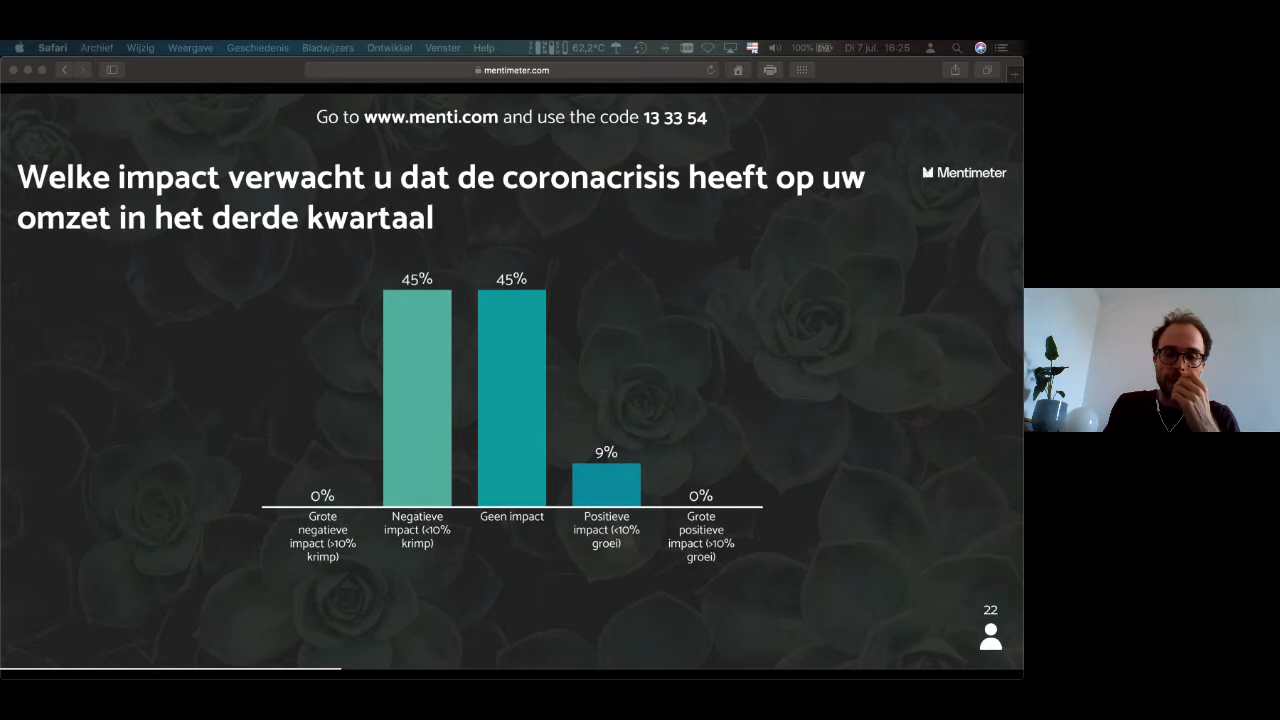 Safari Archief Wijzig Weergave Geschiedenis Bladwijzers Ontwikkel Venster Help 62,2°C 100% Di 7 jul. 16:25
mentimeter.com
Go to www.menti.com and use the code 13 33 54
Welke impact verwacht u dat de coronacrisis heeft op uw
omzet in het derde kwartaal
Mentimeter
45% 45%
9%
0% 0%
Grote
negatieve
impact (>10%
krimp)
Negatieve
impact (<10%
krimp)
Geen impact
Positieve
impact (<10%
groei)
Grote
positieve
impact (>10%
groei)
22